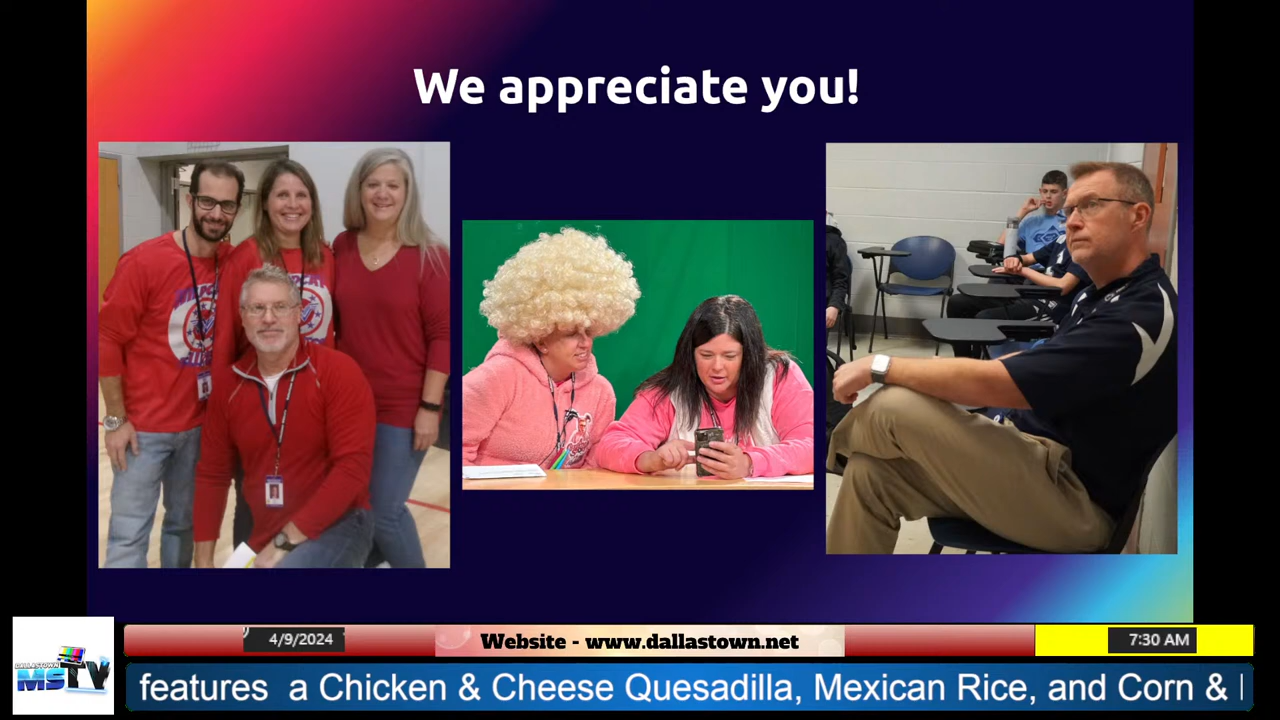 We appreciate you!
DALLASTOWN
MSTV
4/9/2024
Website - www.dallastown.net
7:30 AM
features a Chicken & Cheese Quesadilla, Mexican Rice, and Corn &